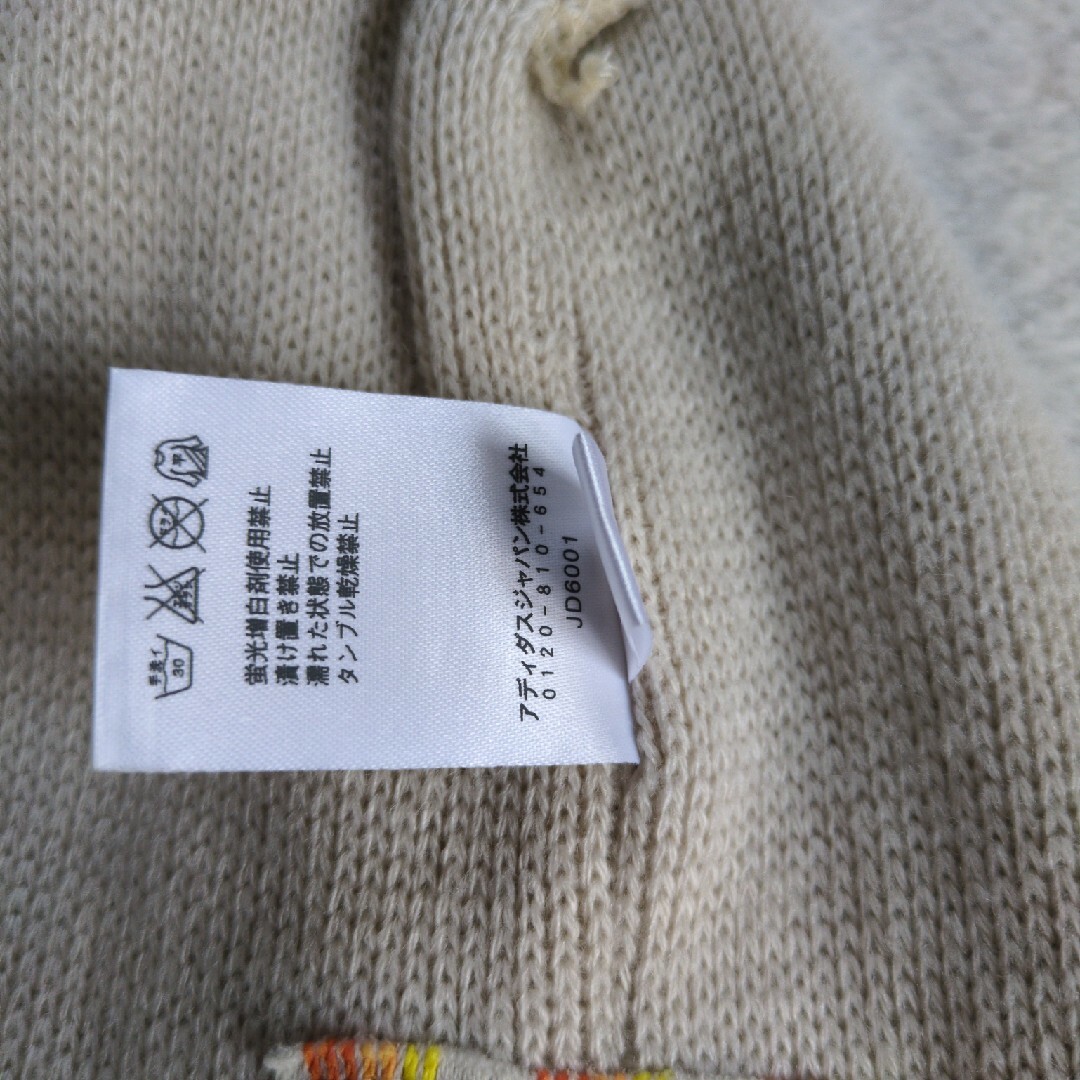 手洗イ
30
蛍光増白剤使用禁止
漬け置き禁止
濡れた状態での放置禁止
タンブル乾燥禁止
アディダスジャパン株式会社
0120-810-654
JD6001